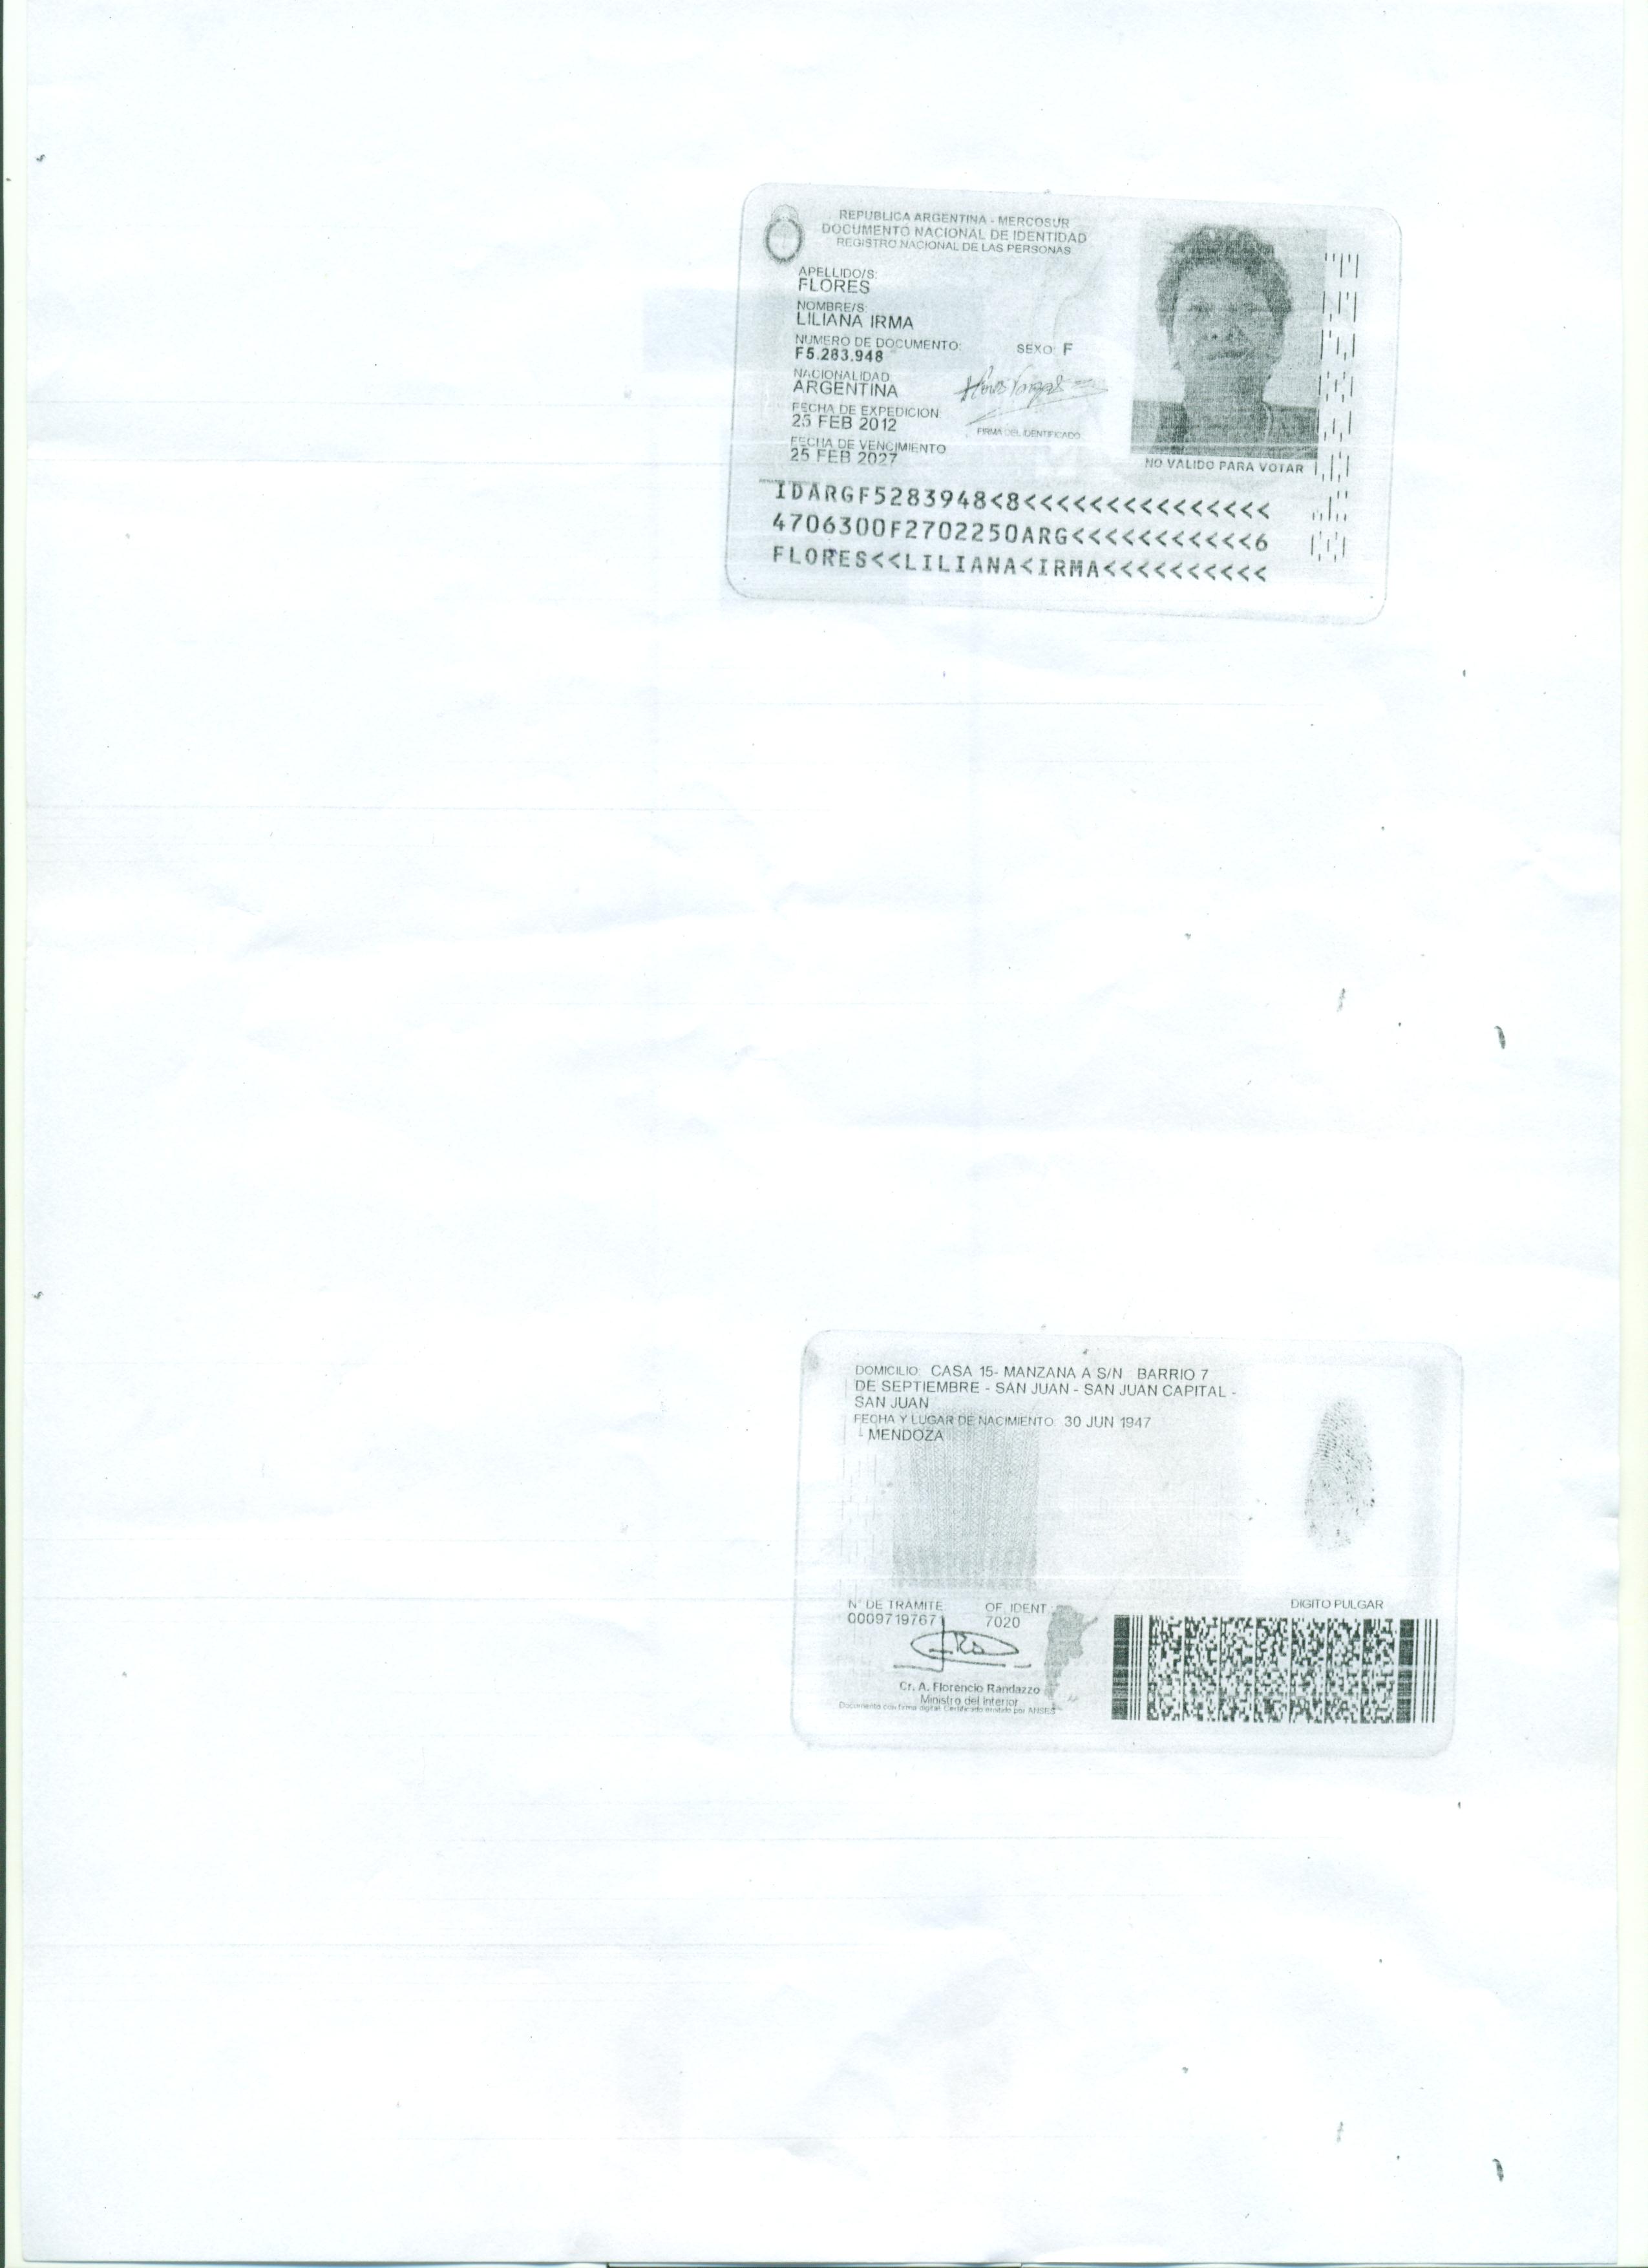 REPUBLICA ARGENTINA - MERCOSUR
DOCUMENTO NACIONAL DE IDENTIDAD
REGISTRO NACIONAL DE LAS PERSONAS
APELLIDO/S:
FLORES
NOMBRE/S:
LILIANA IRMA
NUMERO DE DOCUMENTO:
F5.283.948
SEXO: F
NACIONALIDAD
ARGENTINA
FECHA DE EXPEDICION:
25 FEB 2012
FIRMA DEL IDENTIFICADO
FECHA DE VENCIMIENTO
25 FEB 2027
NO VALIDO PARA VOTAR
IDARGF5283948<8<<<<<<<<<<<<<<<
4706300F2702250ARG<<<<<<<<<<<6
FLORES<<LILIANA<IRMA<<<<<<<<<<
DOMICILIO: CASA 15- MANZANA A S/N BARRIO 7
DE SEPTIEMBRE - SAN JUAN - SAN JUAN CAPITAL -
SAN JUAN
FECHA Y LUGAR DE NACIMIENTO: 30 JUN 1947
- MENDOZA
DIGITO PULGAR
N° DE TRAMITE OF. IDENT.
0009719767 7020
Cr. A. Florencio Randazzo
Ministro del Interior
Documento con firma digital. Certificado emitido por ANSES